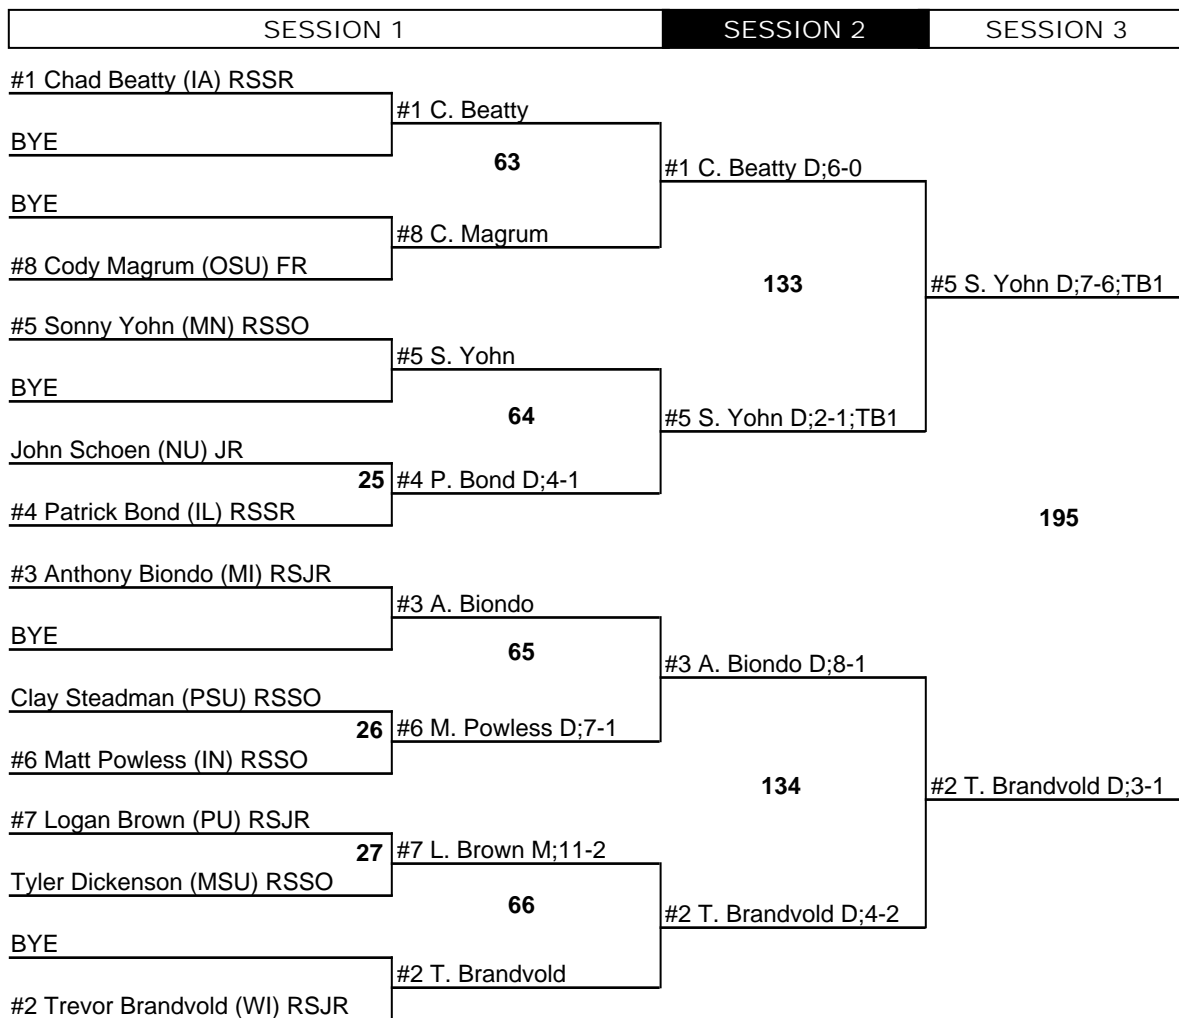 SESSION 1
SESSION 2
SESSION 3
#1 Chad Beatty (IA) RSSR
#1 C. Beatty
BYE
63
#1 C. Beatty D;6-0
BYE
#8 C. Magrum
#8 Cody Magrum (OSU) FR
133
#5 S. Yohn D;7-6;TB1
#5 Sonny Yohn (MN) RSSO
#5 S. Yohn
BYE
64
#5 S. Yohn D;2-1;TB1
John Schoen (NU) JR
25
#4 P. Bond D;4-1
#4 Patrick Bond (IL) RSSR
195
#3 Anthony Biondo (MI) RSJR
#3 A. Biondo
BYE
65
#3 A. Biondo D;8-1
Clay Steadman (PSU) RSSO
26
#6 M. Powless D;7-1
#6 Matt Powless (IN) RSSO
134
#2 T. Brandvold D;3-1
#7 Logan Brown (PU) RSJR
27
#7 L. Brown M;11-2
Tyler Dickenson (MSU) RSSO
66
#2 T. Brandvold D;4-2
BYE
#2 T. Brandvold
#2 Trevor Brandvold (WI) RSJR